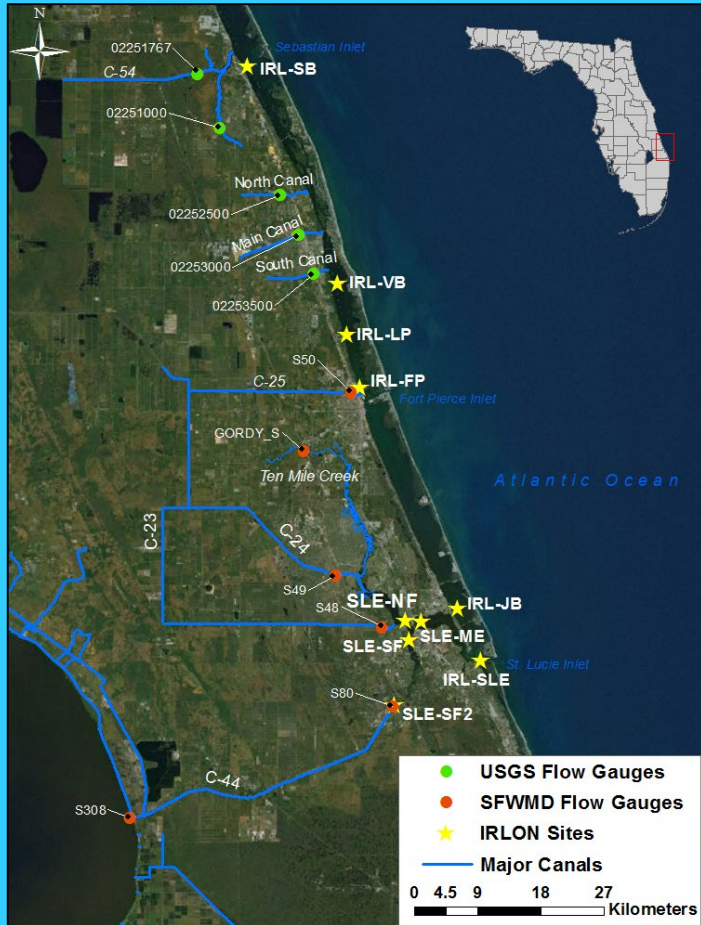 N
02251767
Sebastian Inlet
C-54
IRL-SB
02251000
North Canal
02252500
Main Canal
02253000
South Canal
IRL-VB
02253500
IRL-LP
S50
C-25
IRL-FP
Fort Pierce Inlet
GORDY_S
Ten Mile Creek
Atlantic Ocean
C-23
C-24
S49
SLE-NF
IRL-JB
S48
SLE-ME
SLE-SF
St. Lucie Inlet
IRL-SLE
S80
SLE-SF2
C-44
S308
USGS Flow Gauges
SFWMD Flow Gauges
IRLON Sites
Major Canals
0 4.5 9 18 27
Kilometers